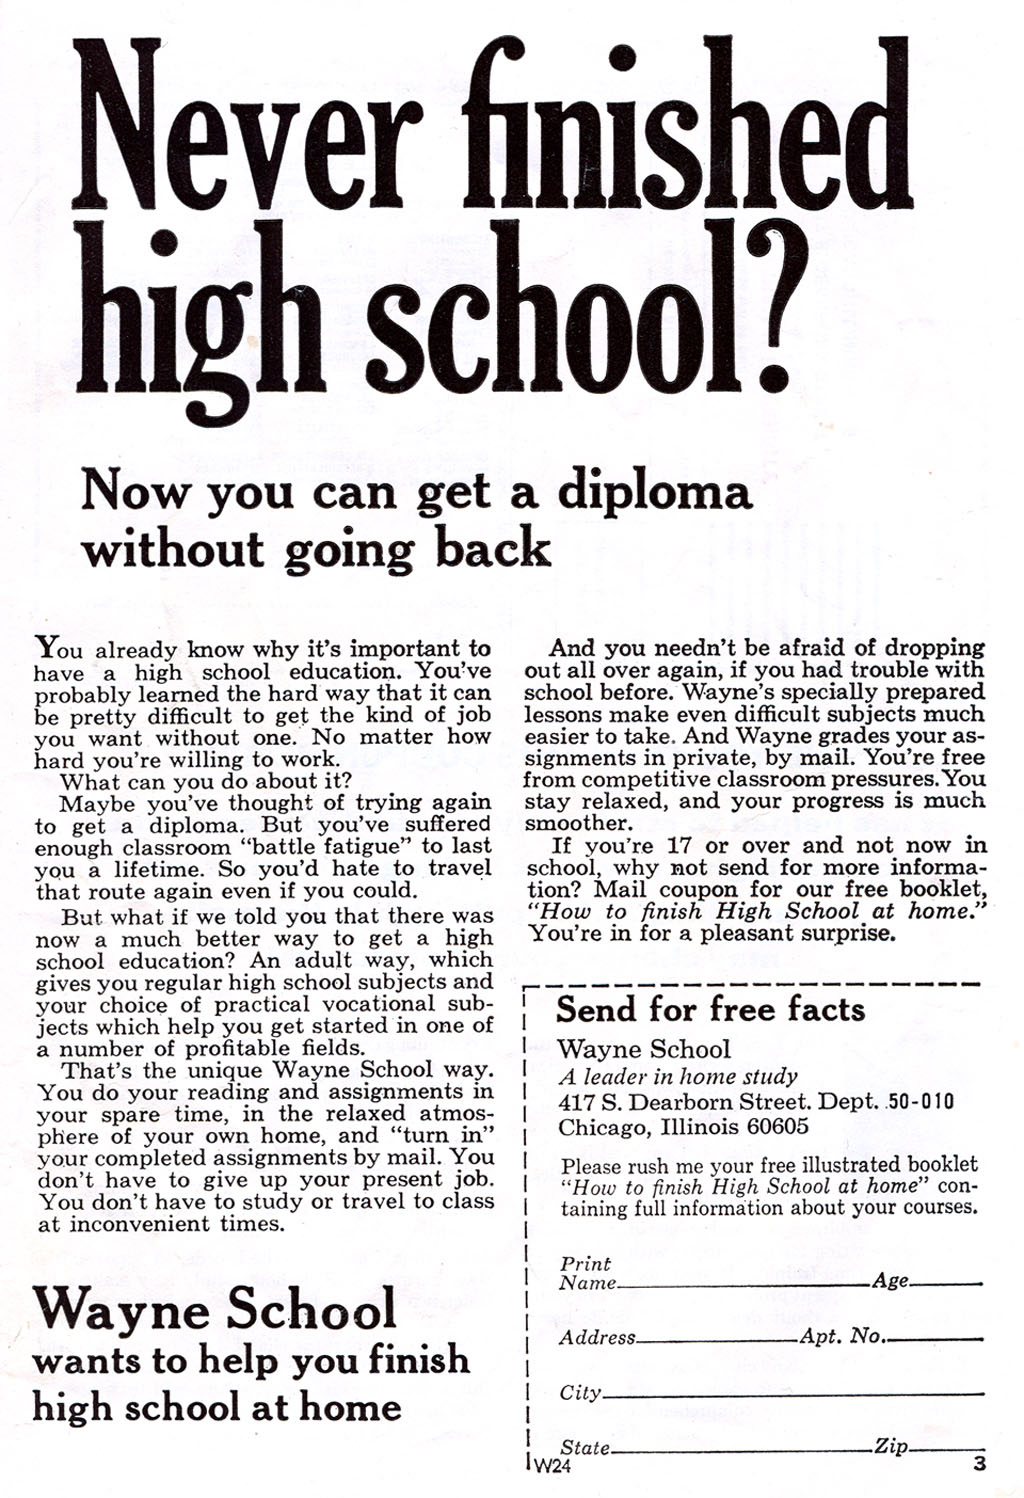 Never finished
high school?
Now you can get a diploma
without going back
You already know why it's important to
have a high school education. You've
probably learned the hard way that it can
be pretty difficult to get the kind of job
you want without one. No matter how
hard you're willing to work.
What can you do about it?
Maybe you've thought of trying again
to get a diploma. But you've suffered
enough classroom "battle fatigue" to last
you a lifetime. So you'd hate to travel
that route again even if you could.
But what if we told you that there was
now a much better way to get a high
school education? An adult way, which
gives you regular high school subjects and
your choice of practical vocational sub-
jects which help you get started in one of
a number of profitable fields.
That's the unique Wayne School way.
You do your reading and assignments in
your spare time, in the relaxed atmos-
phere of your own home, and "turn in"
your completed assignments by mail. You
don't have to give up your present job.
You don't have to study or travel to class
at inconvenient times.
Wayne School
wants to help you finish
high school at home
And you needn't be afraid of dropping
out all over again, if you had trouble with
school before. Wayne's specially prepared
lessons make even difficult subjects much
easier to take. And Wayne grades your as-
signments in private, by mail. You're free
from competitive classroom pressures. You
stay relaxed, and your progress is much
smoother.
If you're 17 or over and not now in
school, why not send for more informa-
tion? Mail coupon for our free booklet,
"How to finish High School at home."
You're in for a pleasant surprise.
Send for free facts
Wayne School
A leader in home study
417 S. Dearborn Street. Dept. 50-010
Chicago, Illinois 60605
Please rush me your free illustrated booklet
"How to finish High School at home" con-
taining full information about your courses.
Print
Name Age
Address Apt. No.
City
State Zip
W24 3